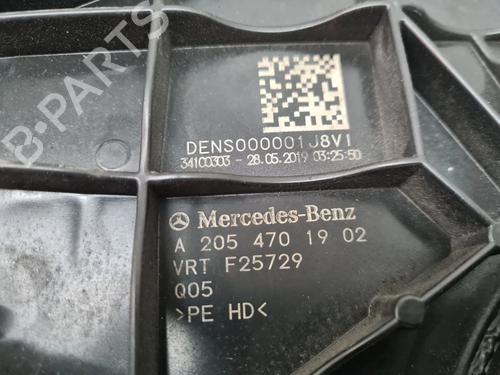 DENS000001J8VI
34100303 - 28.05.2019 03:25:50
Mercedes-Benz
A 205 470 19 02
VRT F25729
Q05
>PE HD<
B-Parts